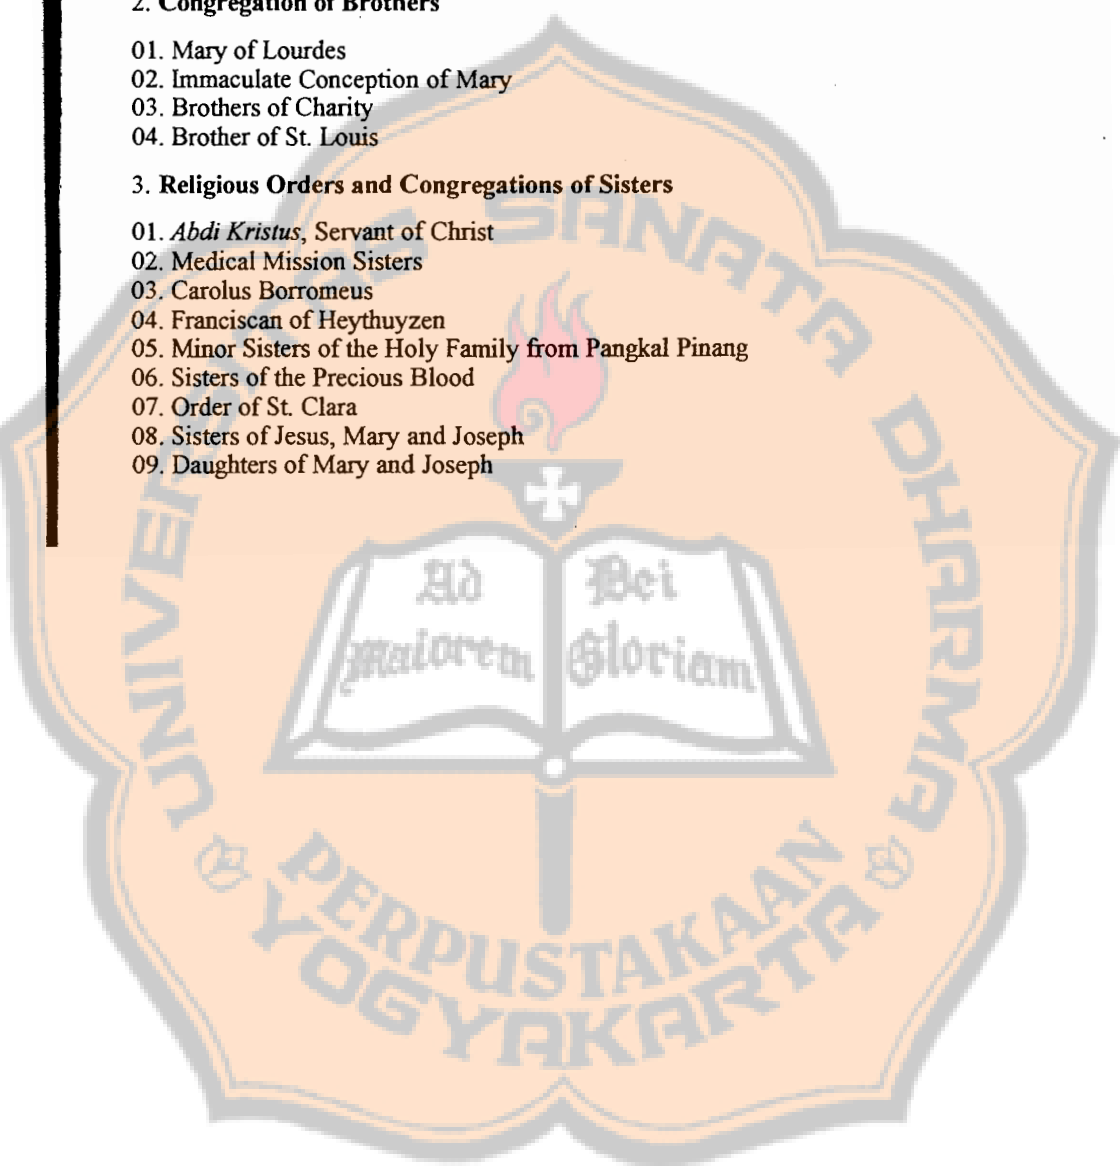 2. Congregation of Brothers
01. Mary of Lourdes
02. Immaculate Conception of Mary
03. Brothers of Charity
04. Brother of St. Louis
3. Religious Orders and Congregations of Sisters
01. Abdi Kristus, Servant of Christ
02. Medical Mission Sisters
03. Carolus Borromeus
04. Franciscan of Heythuyzen
05. Minor Sisters of the Holy Family from Pangkal Pinang
06. Sisters of the Precious Blood
07. Order of St. Clara
08. Sisters of Jesus, Mary and Joseph
09. Daughters of Mary and Joseph
UNIVERSITAS SANATA DHARMA
Ad Dei
Maiorem Gloriam
PERPUSTAKAAN
YOGYAKARTA